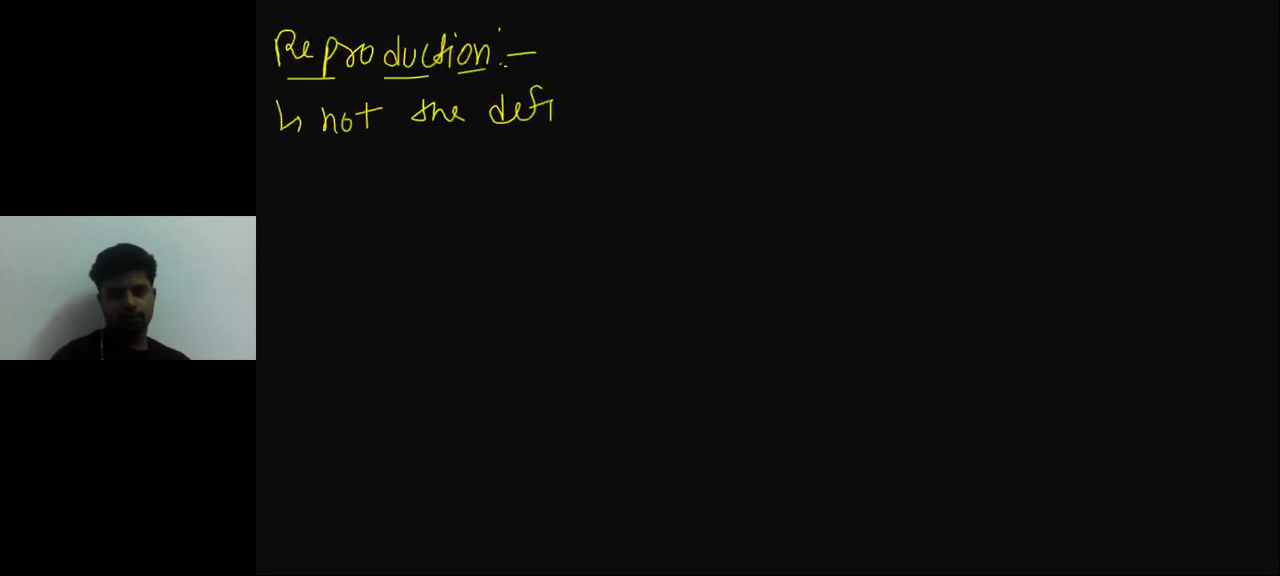 Reproduction :-
↳ not the defi